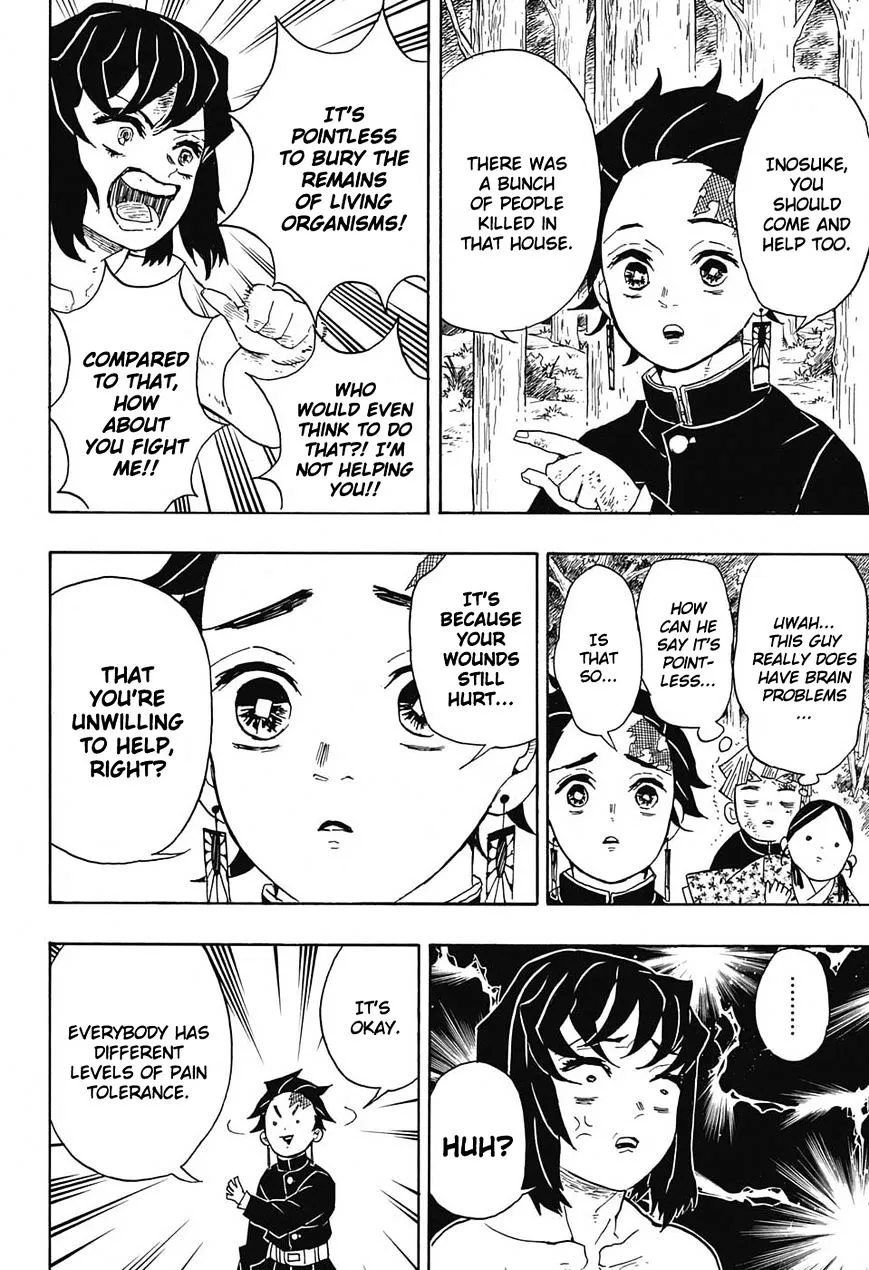 INOSUKE, YOU
SHOULD
COME AND
HELP TOO.
THERE WAS
A BUNCH
OF PEOPLE
KILLED IN
THAT HOUSE.
IT'S
POINTLESS
TO BURY THE
REMAINS
OF LIVING
ORGANISMS!
WHO
WOULD EVEN
THINK TO DO
THAT?! I'M
NOT HELPING
YOU!!
COMPARED
TO THAT,
HOW
ABOUT
YOU FIGHT
ME!!
UWAH...
THIS GUY
REALLY DOES
HAVE BRAIN
PROBLEMS
...
HOW
CAN HE
SAY IT'S
POINT-
LESS...
IS
THAT
SO...
IT'S
BECAUSE
YOUR
WOUNDS
STILL
HURT...
THAT
YOU'RE
UNWILLING
TO HELP,
RIGHT?
........
HUH?
IT'S
OKAY.
EVERYBODY HAS
DIFFERENT
LEVELS OF PAIN
TOLERANCE.